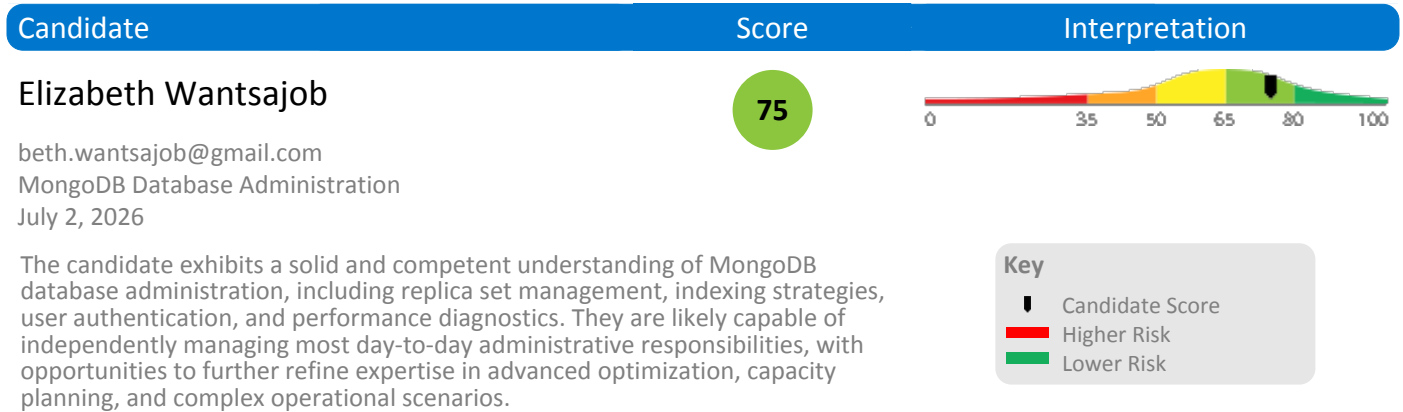 Candidate Score Interpretation
Elizabeth Wantsajob
75
0 35 50 65 80 100
beth.wantsajob@gmail.com
MongoDB Database Administration
July 2, 2026
The candidate exhibits a solid and competent understanding of MongoDB
database administration, including replica set management, indexing strategies,
user authentication, and performance diagnostics. They are likely capable of
independently managing most day-to-day administrative responsibilities, with
opportunities to further refine expertise in advanced optimization, capacity
planning, and complex operational scenarios.
Key
Candidate Score
Higher Risk
Lower Risk